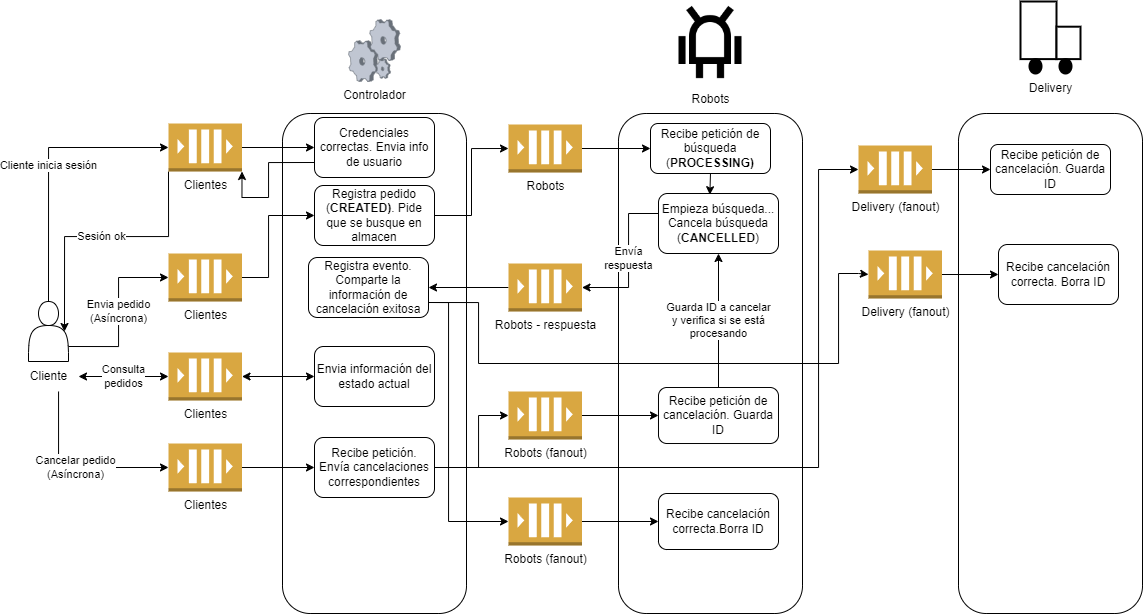 Controlador
Robots
Delivery
Cliente inicia sesión
Clientes
Credenciales
correctas. Envia info
de usuario
Sesión ok
Registra pedido
(CREATED). Pide
que se busque en
almacen
Robots
Recibe petición de
búsqueda
(PROCESSING)
Empieza búsqueda...
Cancela búsqueda
(CANCELLED)
Delivery (fanout)
Recibe petición de
cancelación. Guarda
ID
Envia pedido
(Asíncrona)
Clientes
Registra evento.
Comparte la
información de
cancelación exitosa
Robots - respuesta
Envía
respuesta
Guarda ID a cancelar
y verifica si se está
procesando
Delivery (fanout)
Recibe cancelación
correcta. Borra ID
Cliente
Consulta
pedidos
Clientes
Envia información del
estado actual
Robots (fanout)
Recibe petición de
cancelación. Guarda
ID
Cancelar pedido
(Asíncrona)
Clientes
Recibe petición.
Envía cancelaciones
correspondientes
Robots (fanout)
Recibe cancelación
correcta.Borra ID